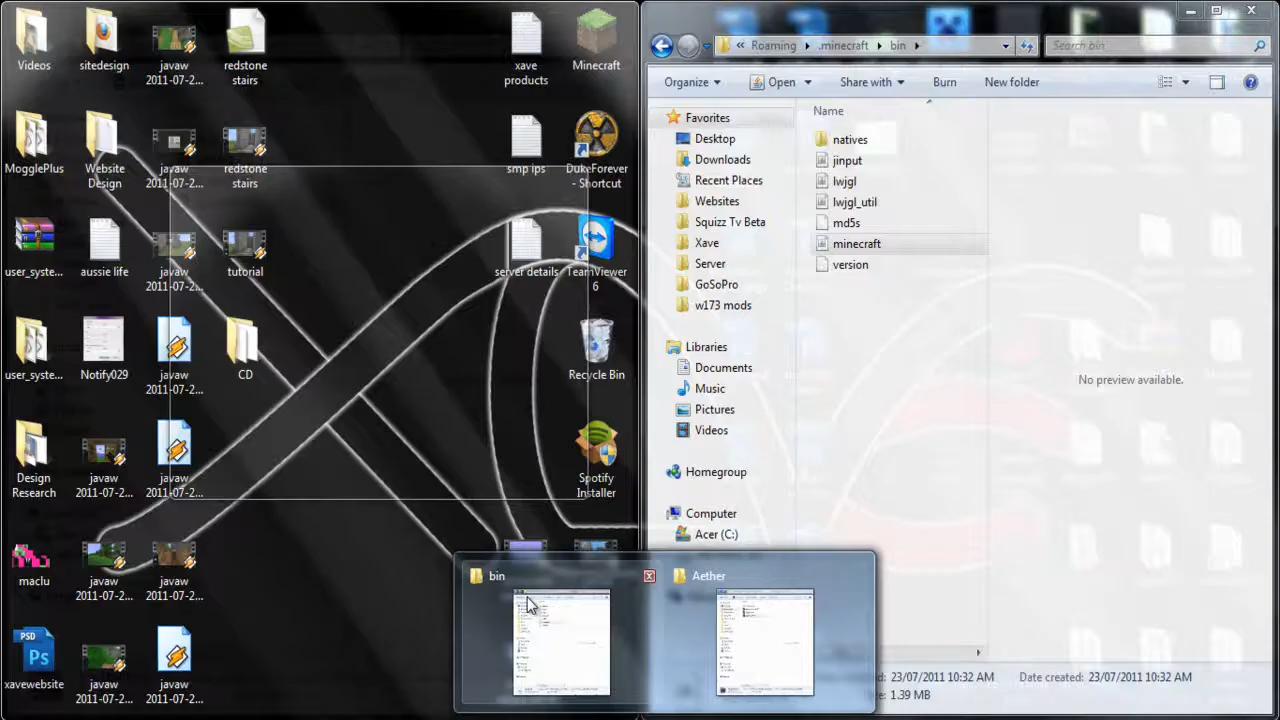 Videos
sitedesign
javaw
2011-07-2...
redstone
stairs
xave
products
Minecraft
MogglePlus
Website
Design
javaw
2011-07-2...
redstone
stairs
smp ips
DukeForever
- Shortcut
user_syste...
aussie life
javaw
2011-07-2...
tutorial
server details
TeamViewer
6
user_syste...
Notify029
javaw
2011-07-2...
CD
Recycle Bin
Design
Research
javaw
2011-07-2...
javaw
2011-07-2...
Spotify
Installer
maclu
javaw
2011-07-2...
javaw
2011-07-2...
PSD
Ps
xavewebsite
javaw
2011-07-2...
javaw
2011-07-2...
bin
Aether
« Roaming
.minecraft
bin
Search bin
Organize
Open
Share with
Burn
New folder
Favorites
Desktop
Downloads
Recent Places
Websites
Squizz Tv Beta
Xave
Server
GoSoPro
w173 mods
Libraries
Documents
Music
Pictures
Videos
Homegroup
Computer
Acer (C:)
Name
natives
jinput
lwjgl
lwjgl_util
md5s
minecraft
version
No preview available.
23/07/2011 10:32 AM
Date created: 23/07/2011 10:32 AM
1.39 MB